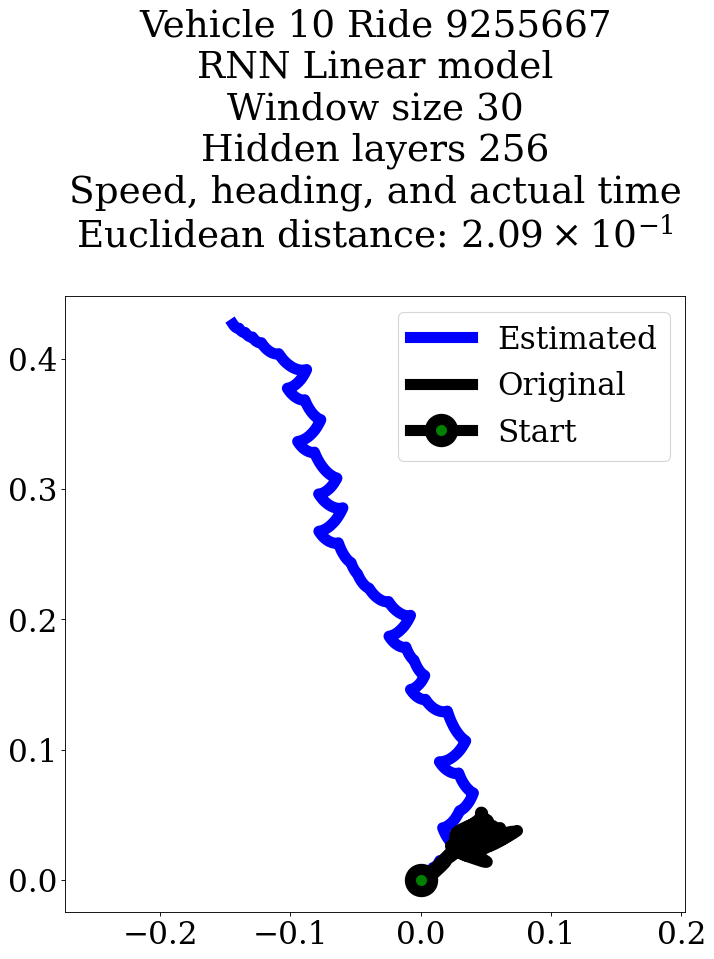 Vehicle 10 Ride 9255667
RNN Linear model
Window size 30
Hidden layers 256
Speed, heading, and actual time
Euclidean distance: 2.09 × 10⁻¹
Estimated
Original
Start
0.4
0.3
0.2
0.1
0.0
−0.2 −0.1 0.0 0.1 0.2